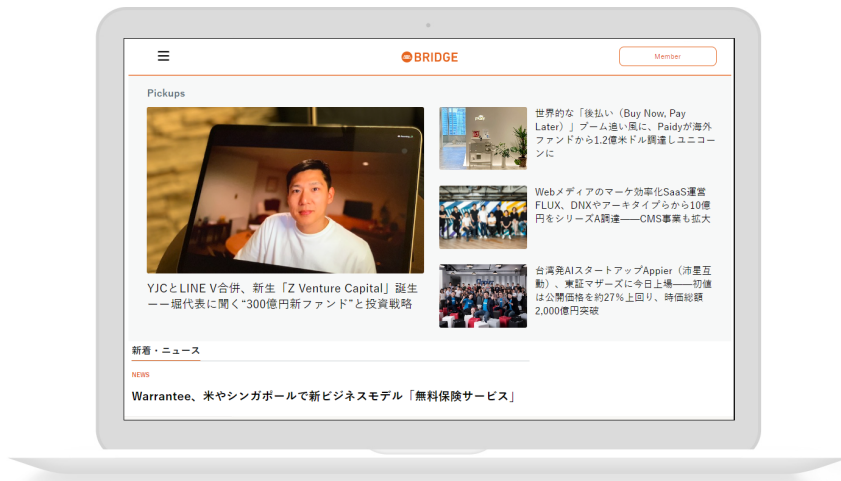 BRIDGE
Member
Pickups
YJCとLINE V合併、新生「Z Venture Capital」誕生
ーー堀代表に聞く“300億円新ファンド”と投資戦略
世界的な「後払い（Buy Now, Pay
Later）」ブーム追い風に、Paidyが海外
ファンドから1.2億米ドル調達しユニコー
ンに
Webメディアのマーケ効率化SaaS運営
FLUX、DNXやアーキタイプらから10億
円をシリーズA調達——CMS事業も拡大
台湾発AIスタートアップAppier（沛星互
動）、東証マザーズに今日上場——初値
は公開価格を約27%上回り、時価総額
2,000億円突破
新着・ニュース
NEWS
Warrantee、米やシンガポールで新ビジネスモデル「無料保険サービス」